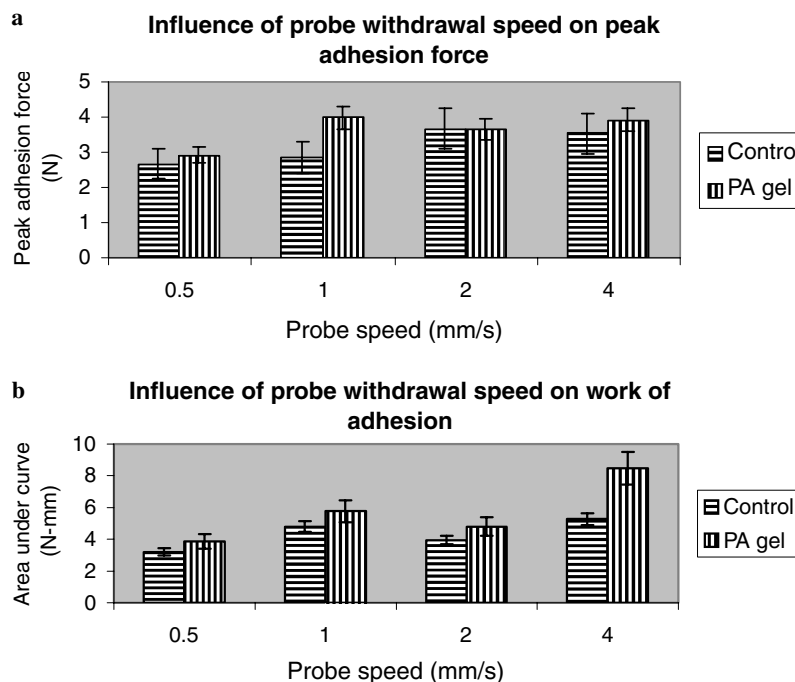 a
Influence of probe withdrawal speed on peak
adhesion force
Peak adhesion force
(N)
5
4
3
2
1
0
0.5 1 2 4
Probe speed (mm/s)
Control
PA gel
b
Influence of probe withdrawal speed on work of
adhesion
Area under curve
(N-mm)
10
8
6
4
2
0
0.5 1 2 4
Probe speed (mm/s)
Control
PA gel